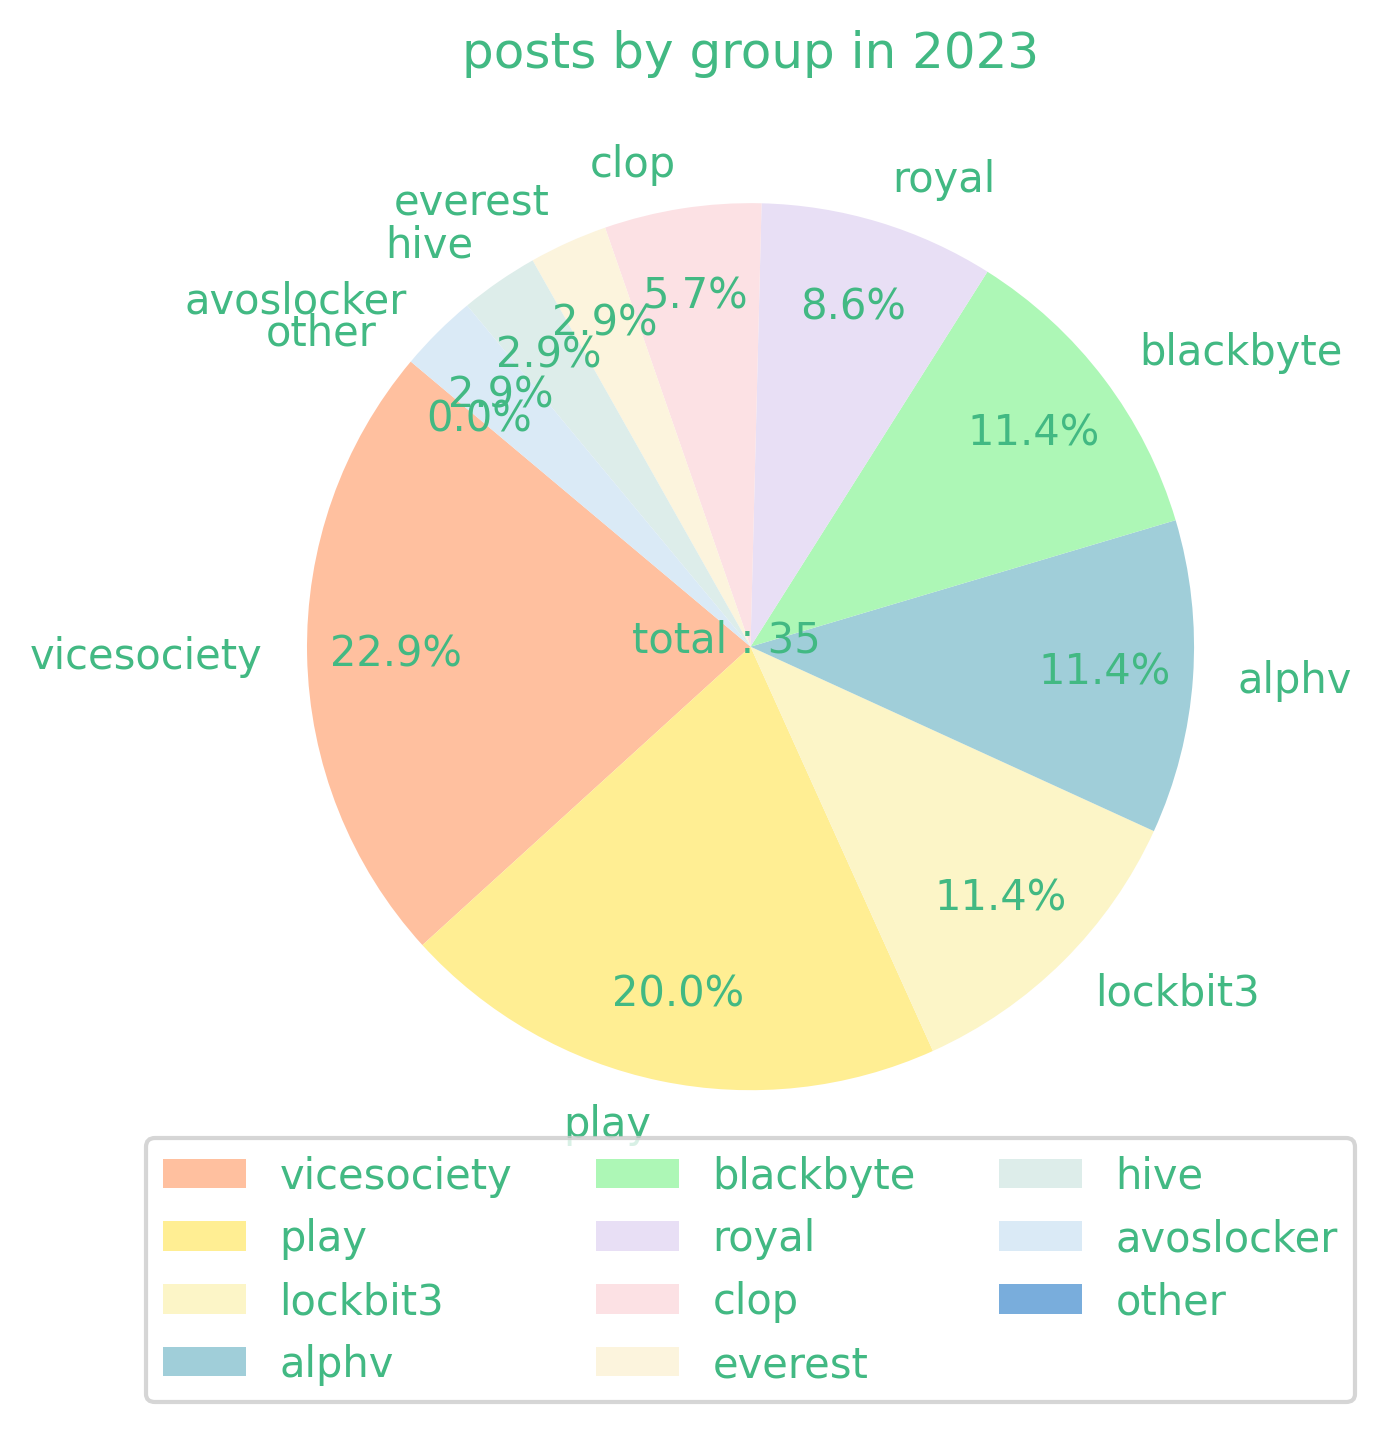 posts by group in 2023
clop
royal
everest
hive
avoslocker
other
blackbyte
vicesociety
alphv
lockbit3
play
5.7%
8.6%
2.9%
2.9%
2.9%
0.0%
11.4%
total : 35
22.9%
11.4%
11.4%
20.0%
vicesociety
play
lockbit3
alphv
blackbyte
royal
clop
everest
hive
avoslocker
other